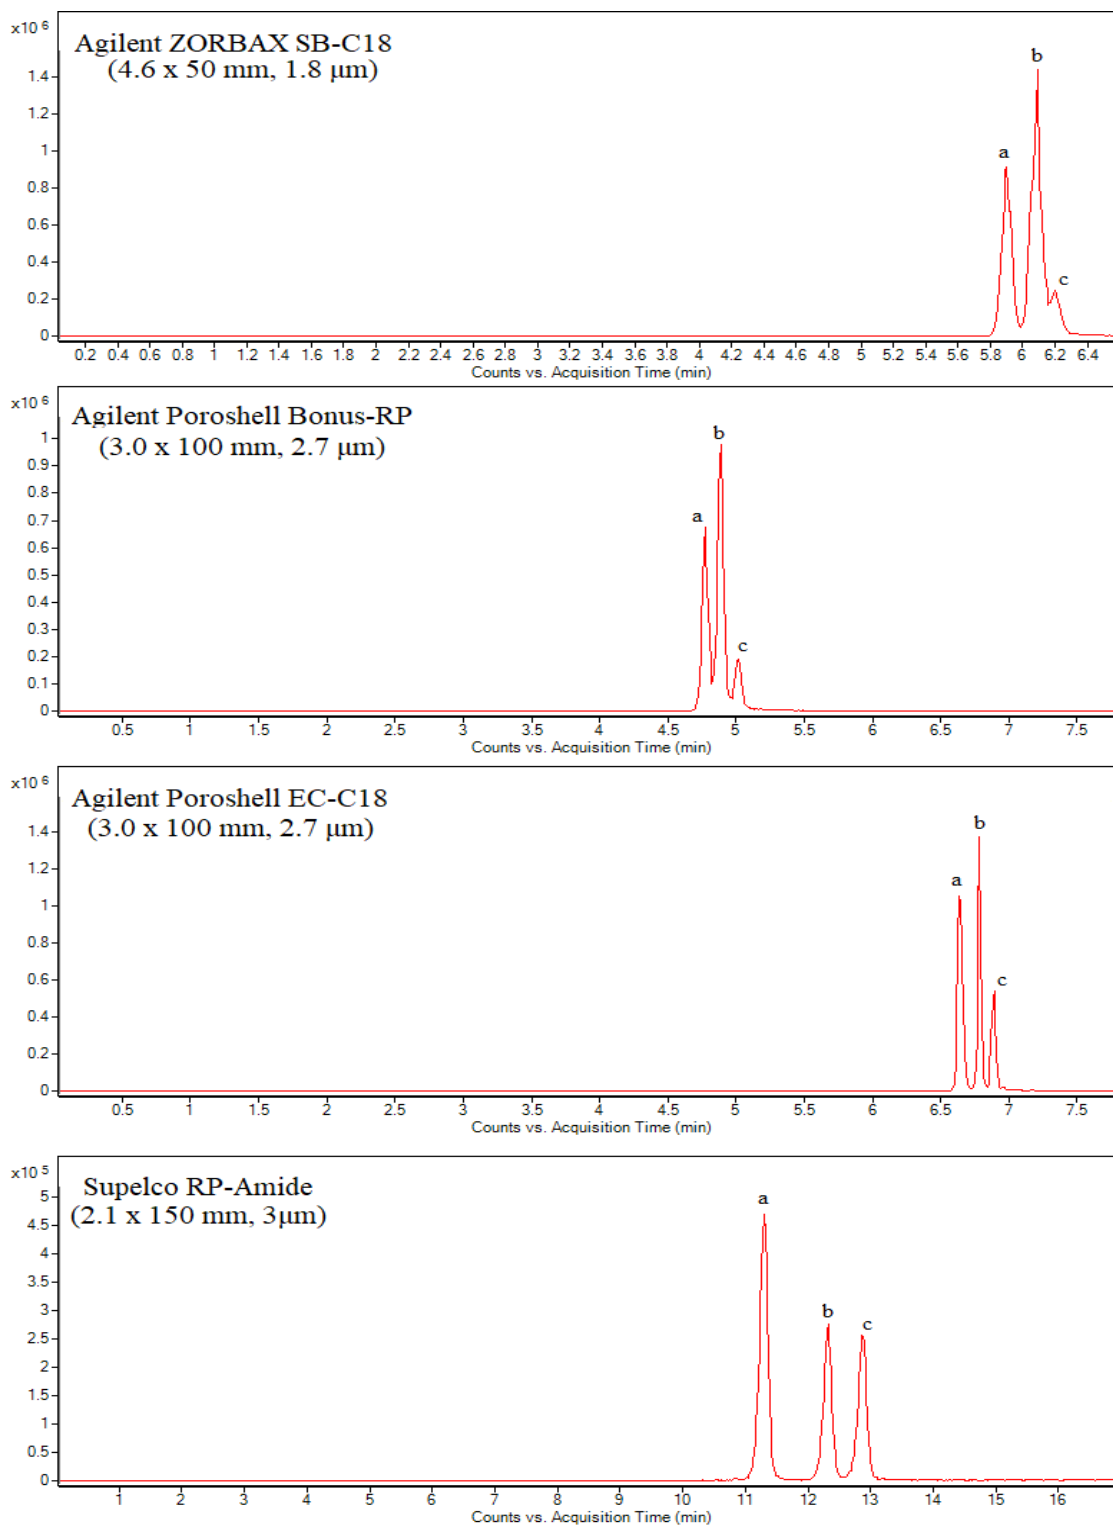 x10 6
Agilent ZORBAX SB-C18
(4.6 x 50 mm, 1.8 μm)
b
1.4
1.2
a
1
0.8
0.6
0.4
c
0.2
0
0.2 0.4 0.6 0.8 1 1.2 1.4 1.6 1.8 2 2.2 2.4 2.6 2.8 3 3.2 3.4 3.6 3.8 4 4.2 4.4 4.6 4.8 5 5.2 5.4 5.6 5.8 6 6.2 6.4
Counts vs. Acquisition Time (min)
x10 6
Agilent Poroshell Bonus-RP
(3.0 x 100 mm, 2.7 μm)
b
1
0.9
0.8
a
0.7
0.6
0.5
0.4
0.3
c
0.2
0.1
0
0.5 1 1.5 2 2.5 3 3.5 4 4.5 5 5.5 6 6.5 7 7.5
Counts vs. Acquisition Time (min)
x10 6
Agilent Poroshell EC-C18
(3.0 x 100 mm, 2.7 μm)
b
1.4
1.2
a
1
0.8
0.6
c
0.4
0.2
0
0.5 1 1.5 2 2.5 3 3.5 4 4.5 5 5.5 6 6.5 7 7.5
Counts vs. Acquisition Time (min)
x10 5
Supelco RP-Amide
(2.1 x 150 mm, 3μm)
a
5
4.5
4
3.5
3
b
c
2.5
2
1.5
1
0.5
0
1 2 3 4 5 6 7 8 9 10 11 12 13 14 15 16
Counts vs. Acquisition Time (min)